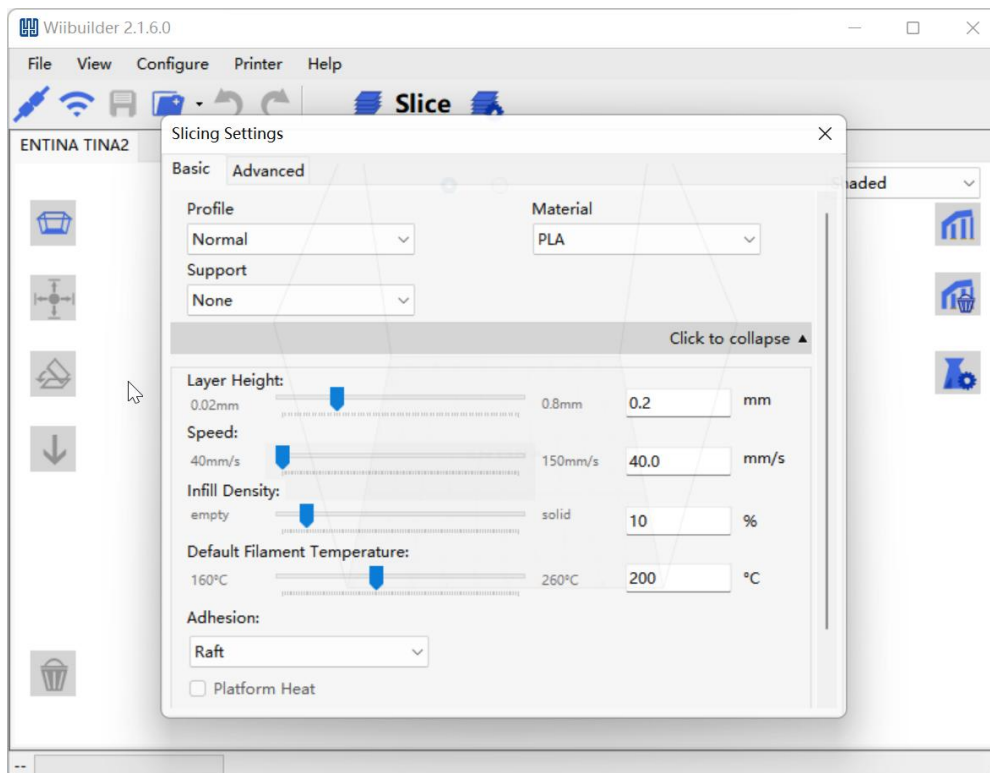 Wiibuilder 2.1.6.0
File View Configure Printer Help
Slice
ENTINA TINA2
Slicing Settings
Basic Advanced
haded
Profile Material
Normal PLA
Support
None
Click to collapse ▲
Layer Height:
0.02mm 0.8mm 0.2 mm
Speed:
40mm/s 150mm/s 40.0 mm/s
Infill Density:
empty solid 10 %
Default Filament Temperature:
160°C 260°C 200 °C
Adhesion:
Raft
Platform Heat
--